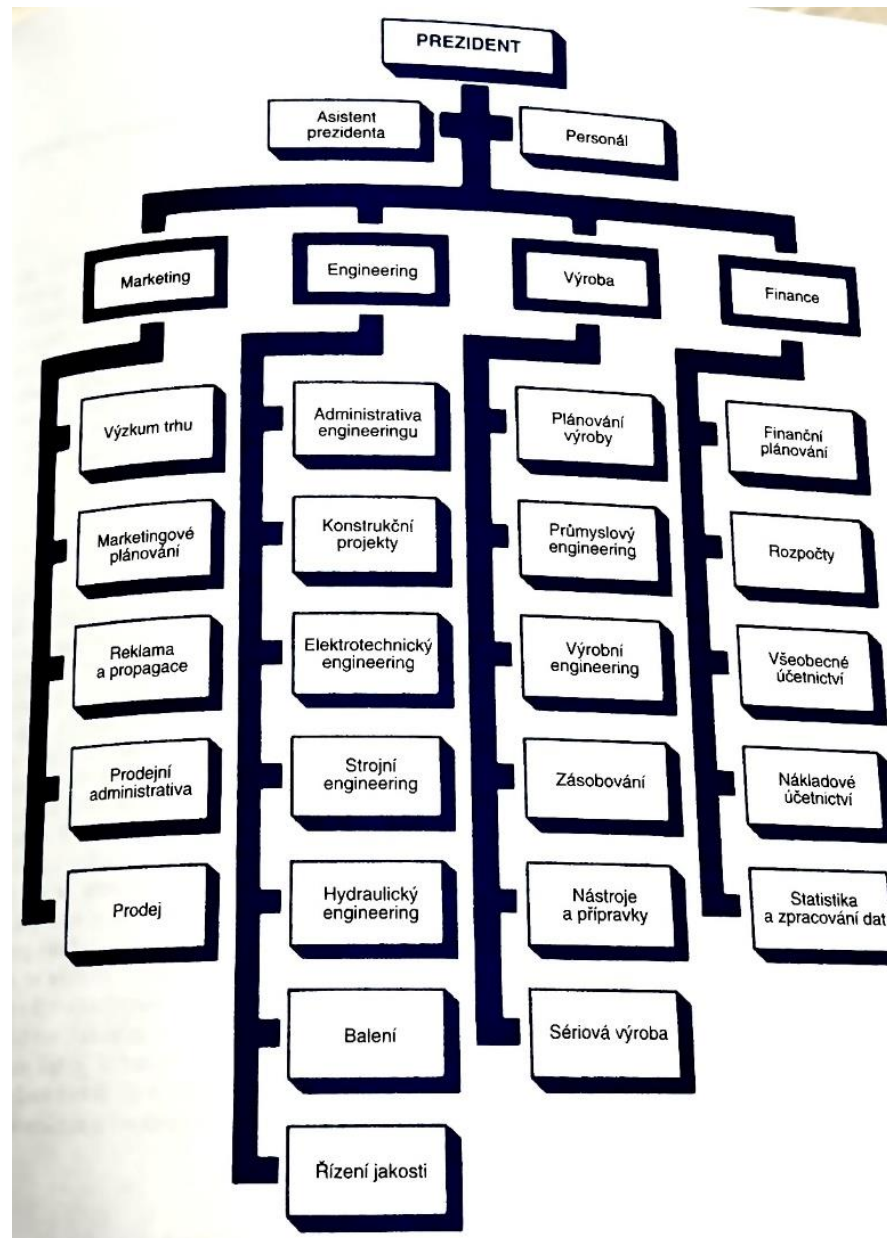 PREZIDENT
Asistent
prezidenta
Personál
Marketing
Engineering
Výroba
Finance
Výzkum trhu
Marketingové
plánování
Reklama
a propagace
Prodejní
administrativa
Prodej
Administrativa
engineeringu
Konstrukční
projekty
Elektrotechnický
engineering
Strojní
engineering
Hydraulický
engineering
Balení
Řízení jakosti
Plánování
výroby
Průmyslový
engineering
Výrobní
engineering
Zásobování
Nástroje
a přípravky
Sériová výroba
Finanční
plánování
Rozpočty
Všeobecné
účetnictví
Nákladové
účetnictví
Statistika
a zpracování dat